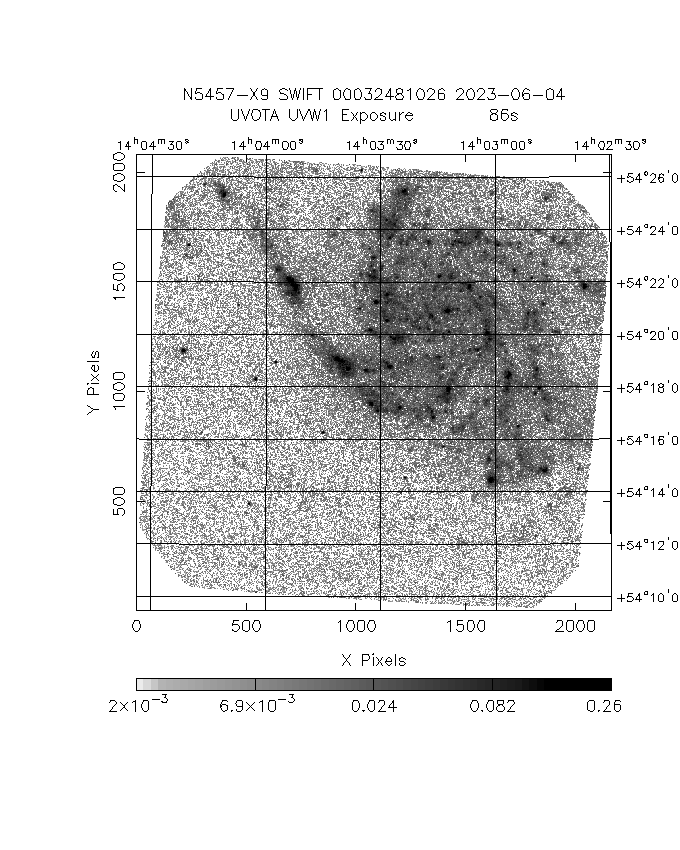 N5457-X9 SWIFT 00032481026 2023-06-04
UVOTA UVW1 Exposure 86s
14ʰ04ᵐ30ˢ 14ʰ04ᵐ00ˢ 14ʰ03ᵐ30ˢ 14ʰ03ᵐ00ˢ 14ʰ02ᵐ30ˢ
2000
+54°26'0
+54°24'0
1500
+54°22'0
+54°20'0
Y Pixels
1000
+54°18'0
+54°16'0
500
+54°14'0
+54°12'0
+54°10'0
0 500 1000 1500 2000
X Pixels
2×10⁻³ 6.9×10⁻³ 0.024 0.082 0.26